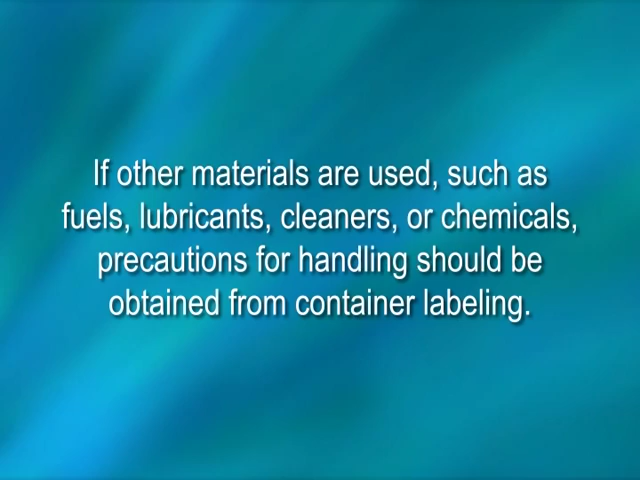 If other materials are used, such as
fuels, lubricants, cleaners, or chemicals,
precautions for handling should be
obtained from container labeling.